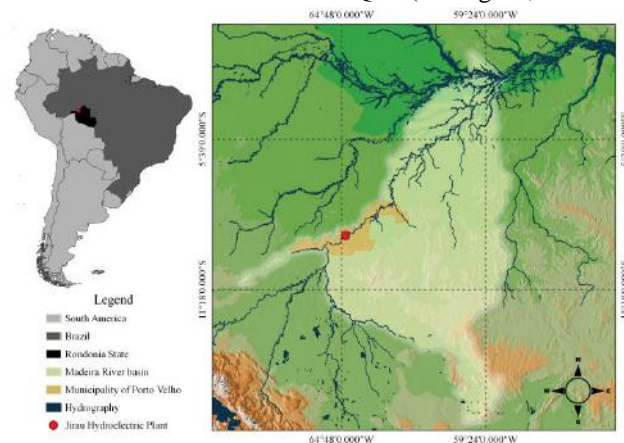 64°48'0.000"W 59°24'0.000"W
5°39'0.000"S
11°18'0.000"S
Legend
South America
Brazil
Rondonia State
Madeira River basin
Municipality of Porto Velho
Hydrography
Jirau Hydroelectric Plant
64°48'0.000"W 59°24'0.000"W